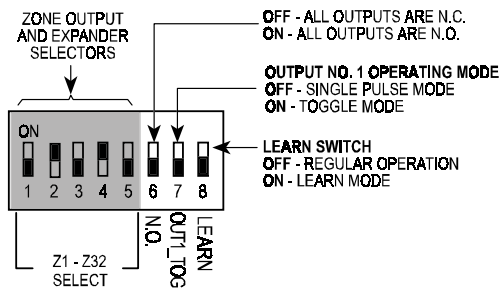 ZONE OUTPUT
AND EXPANDER
SELECTORS
OFF - ALL OUTPUTS ARE N.C.
ON - ALL OUTPUTS ARE N.O.
OUTPUT NO. 1 OPERATING MODE
OFF - SINGLE PULSE MODE
ON - TOGGLE MODE
LEARN SWITCH
OFF - REGULAR OPERATION
ON - LEARN MODE
ON
1 2 3 4 5 6 7 8
N.O.
OUT1_TOG
LEARN
Z1 - Z32
SELECT